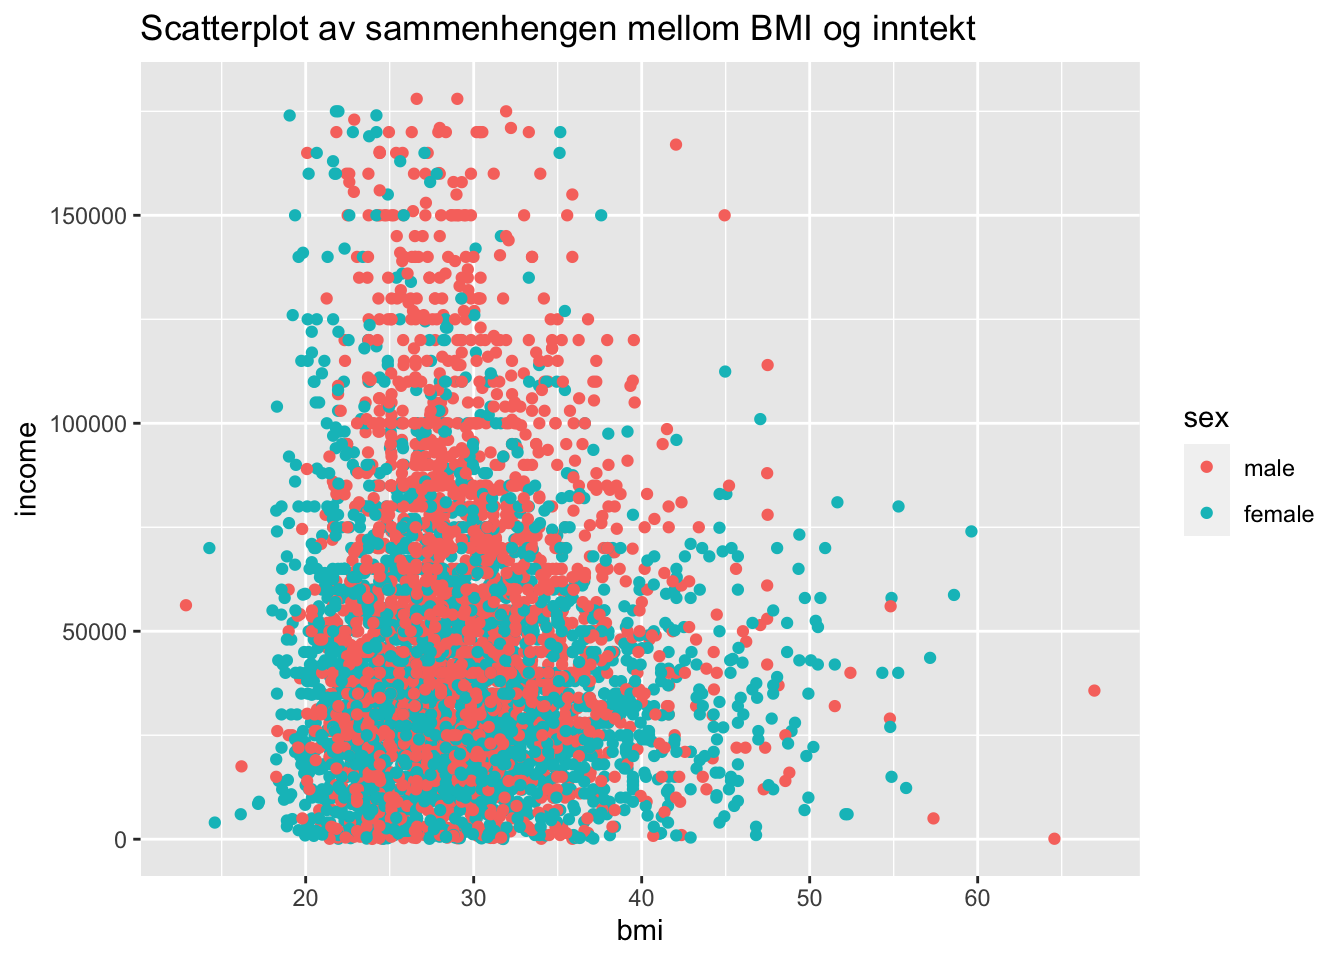 Scatterplot av sammenhengen mellom BMI og inntekt
150000
100000
50000
0
income
20 30 40 50 60
bmi
sex
male
female